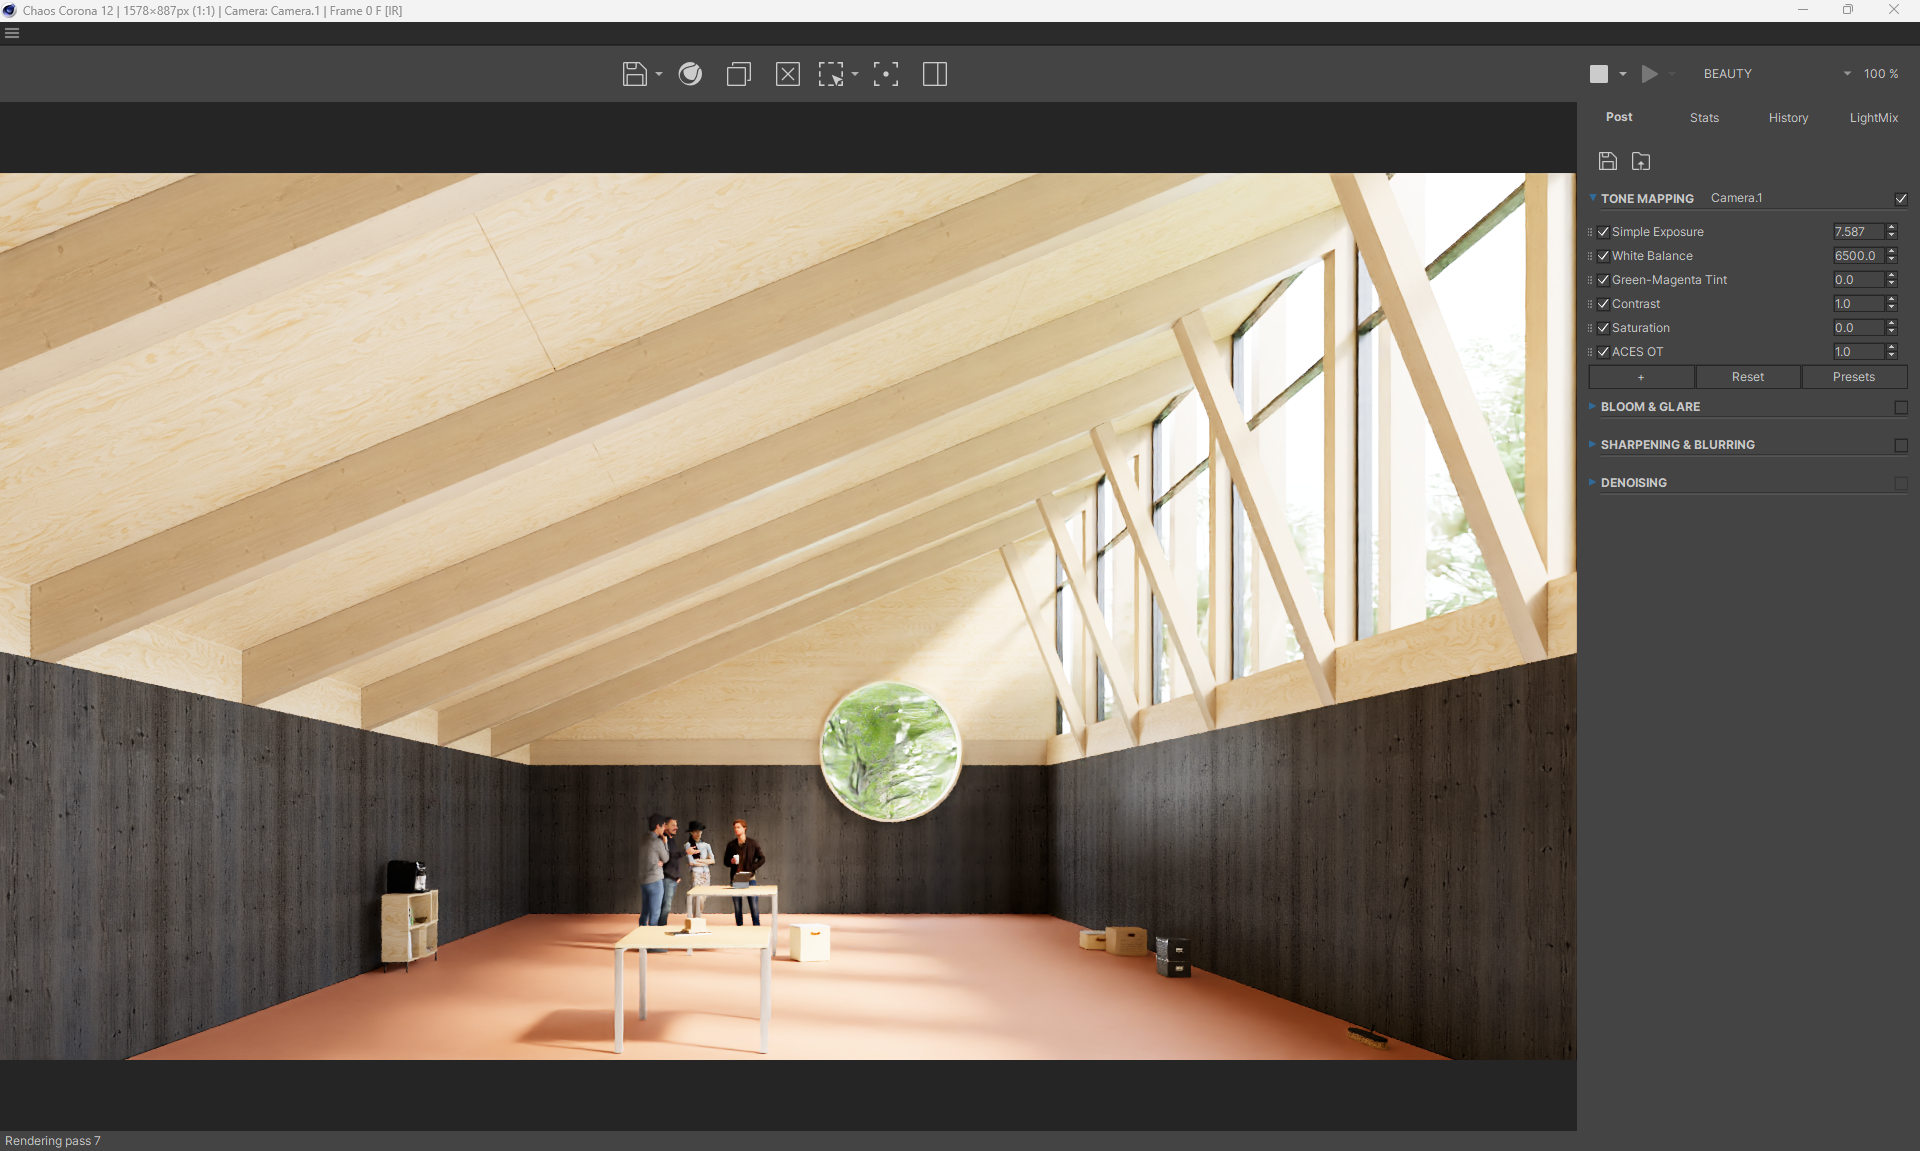 Chaos Corona 12 | 1578×887px (1:1) | Camera: Camera.1 | Frame 0 F [IR]
BEAUTY 100 %
Post Stats History LightMix
TONE MAPPING Camera.1
Simple Exposure 7.587
White Balance 6500.0
Green-Magenta Tint 0.0
Contrast 1.0
Saturation 0.0
ACES OT 1.0
+ Reset Presets
BLOOM & GLARE
SHARPENING & BLURRING
DENOISING
Rendering pass 7